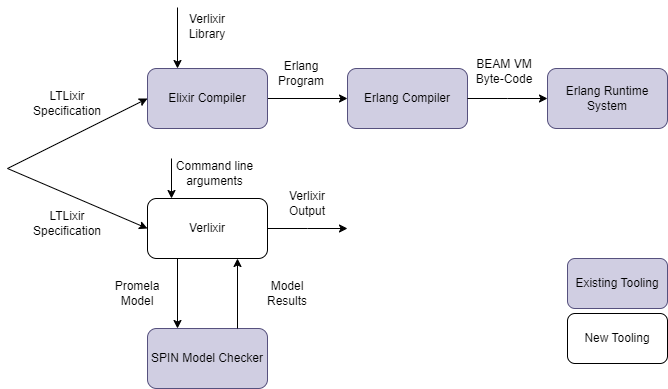 Verlixir
Library
LTLixir
Specification
Elixir Compiler
Erlang
Program
Erlang Compiler
BEAM VM
Byte-Code
Erlang Runtime
System
Command line
arguments
LTLixir
Specification
Verlixir
Verlixir
Output
Promela
Model
Model
Results
SPIN Model Checker
Existing Tooling
New Tooling